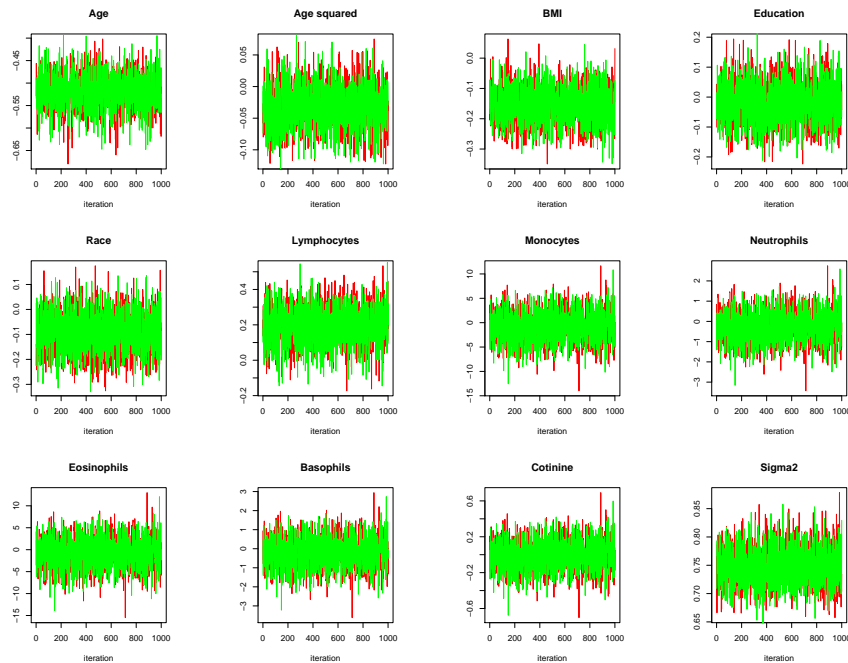 Age Age squared BMI Education
−0.45 −0.55 −0.65
0.05 0.00 −0.05 −0.10
0.0 −0.1 −0.2 −0.3
0.2 0.1 0.0 −0.1 −0.2
0 200 400 600 800 1000 0 200 400 600 800 1000 0 200 400 600 800 1000 0 200 400 600 800 1000
iteration iteration iteration iteration
Race Lymphocytes Monocytes Neutrophils
0.1 0.0 −0.1 −0.2 −0.3
0.4 0.2 0.0 −0.2
10 5 0 −5 −10 −15
2 1 0 −1 −2 −3
0 200 400 600 800 1000 0 200 400 600 800 1000 0 200 400 600 800 1000 0 200 400 600 800 1000
iteration iteration iteration iteration
Eosinophils Basophils Cotinine Sigma2
10 5 0 −5 −10 −15
3 2 1 0 −1 −2 −3
0.6 0.2 −0.2 −0.6
0.85 0.80 0.75 0.70 0.65
0 200 400 600 800 1000 0 200 400 600 800 1000 0 200 400 600 800 1000 0 200 400 600 800 1000
iteration iteration iteration iteration